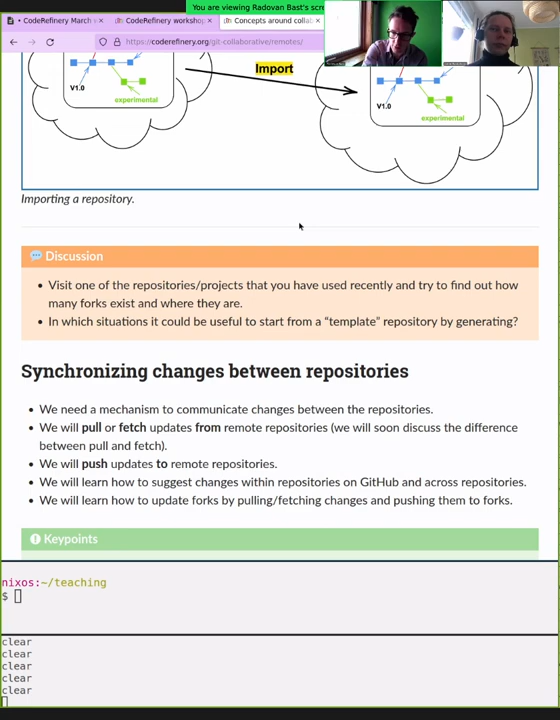 You are viewing Radovan Bast's scr
CodeRefinery March
CodeRefinery workshop
Concepts around collab
https://coderefinery.org/git-collaborative/remotes/
Import
V1.0
experimental
V1.0
experimental
Importing a repository.
Discussion
• Visit one of the repositories/projects that you have used recently and try to find out how
many forks exist and where they are.
• In which situations it could be useful to start from a “template” repository by generating?
Synchronizing changes between repositories
• We need a mechanism to communicate changes between the repositories.
• We will pull or fetch updates from remote repositories (we will soon discuss the difference
between pull and fetch).
• We will push updates to remote repositories.
• We will learn how to suggest changes within repositories on GitHub and across repositories.
• We will learn how to update forks by pulling/fetching changes and pushing them to forks.
Keypoints
nixos:~/teaching
$
clear
clear
clear
clear
clear